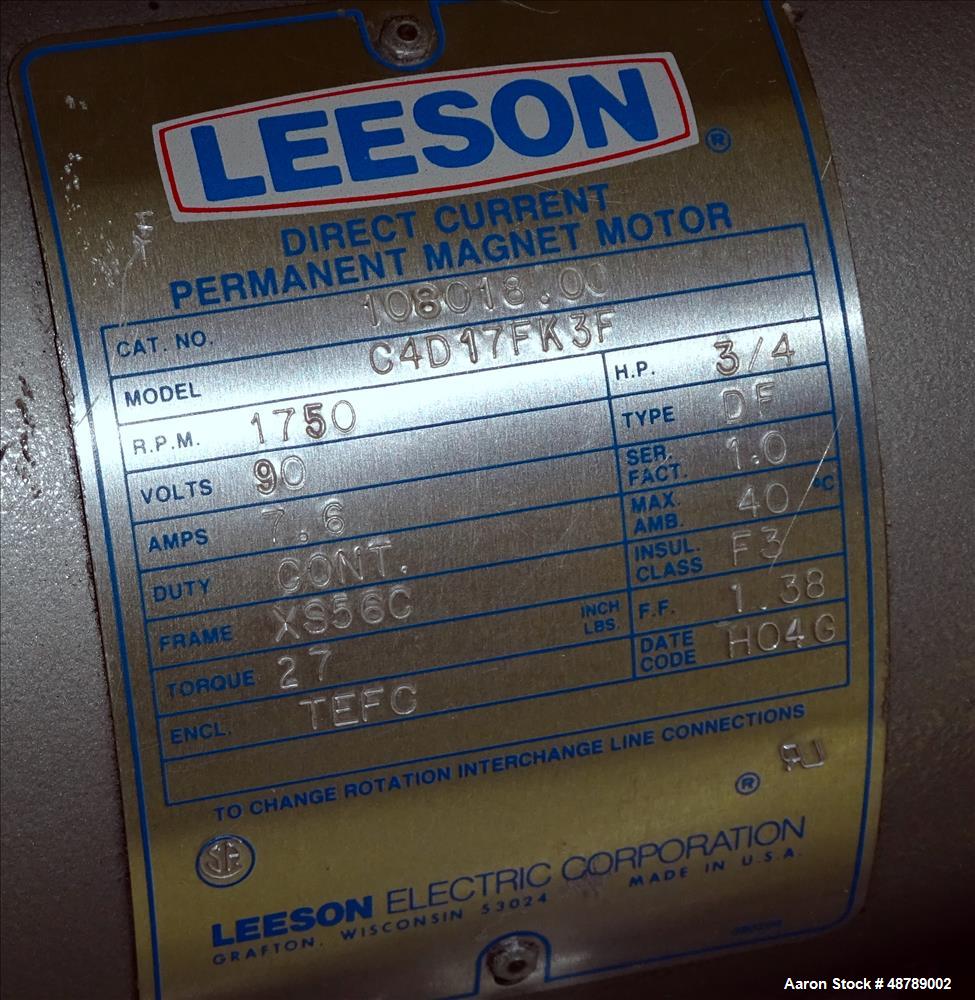 LEESON ®
DIRECT CURRENT
PERMANENT MAGNET MOTOR
CAT. NO. 108018.00
MODEL C4D17FK3F
R.P.M. 1750 H.P. 3/4
VOLTS 90 TYPE DF
AMPS 7.6 SER. FACT. 1.0
DUTY CONT. MAX. AMB. 40 °C
FRAME XS56C INSUL. CLASS F3
TORQUE 27 INCH LBS. F.F. 1.38
ENCL. TEFC DATE CODE H04G
TO CHANGE ROTATION INTERCHANGE LINE CONNECTIONS
®
LEESON ELECTRIC CORPORATION
GRAFTON, WISCONSIN 53024 MADE IN U.S.A.
Aaron Stock # 48789002